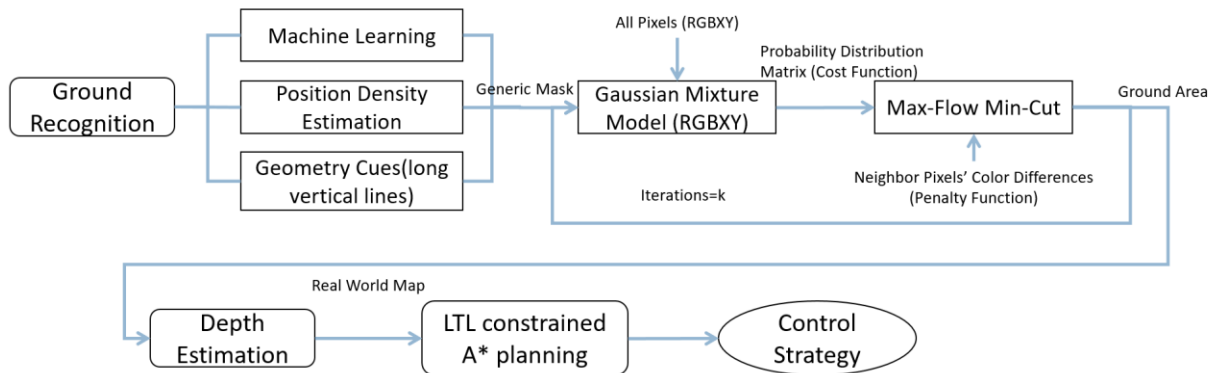 Ground
Recognition
Machine Learning
Position Density
Estimation
Geometry Cues(long
vertical lines)
Generic Mask
All Pixels (RGBXY)
Gaussian Mixture
Model (RGBXY)
Probability Distribution
Matrix (Cost Function)
Max-Flow Min-Cut
Ground Area
Neighbor Pixels' Color Differences
(Penalty Function)
Iterations=k
Real World Map
Depth
Estimation
LTL constrained
A* planning
Control
Strategy